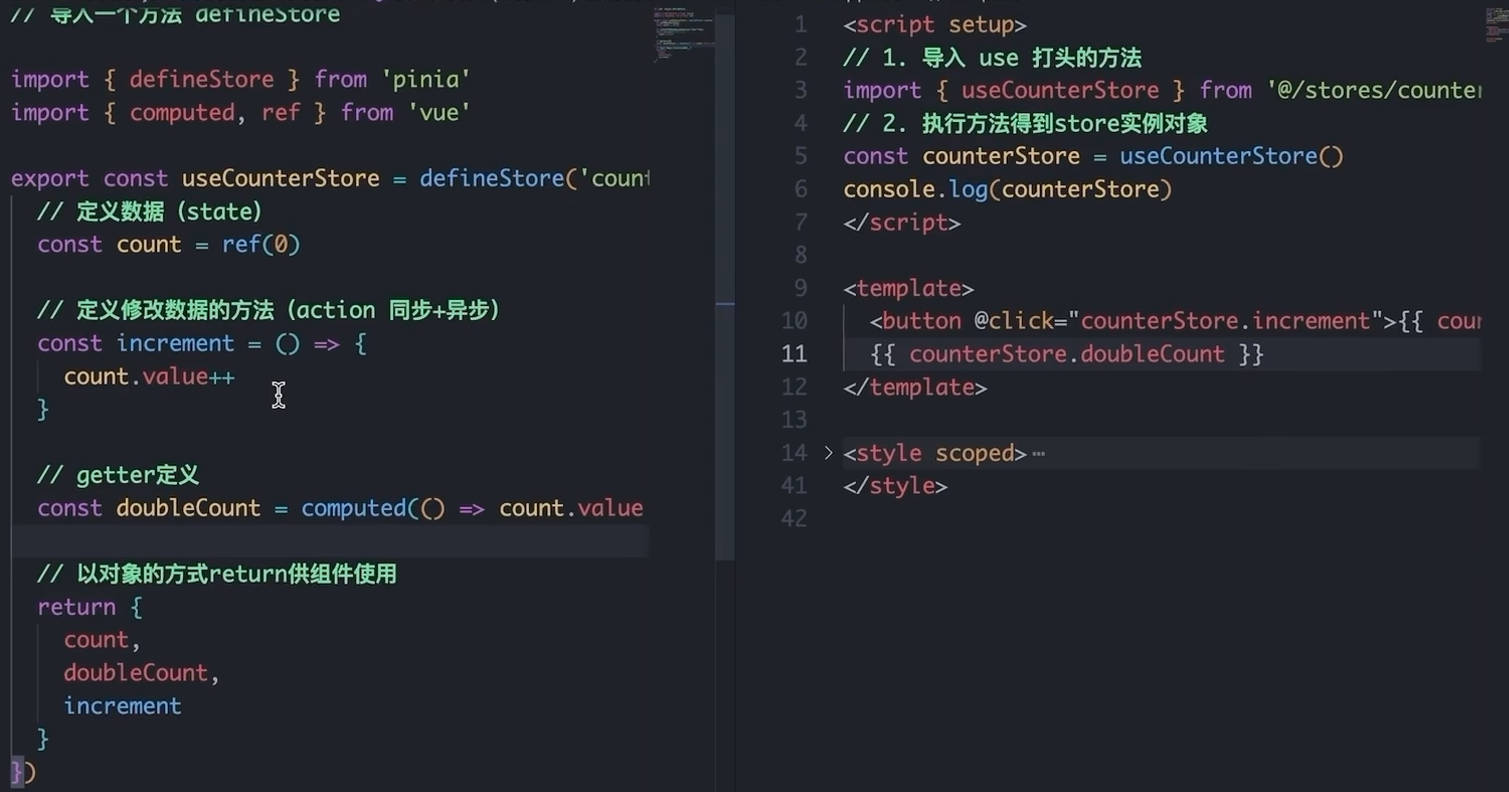 // 导入一个方法 defineStore
import { defineStore } from 'pinia'
import { computed, ref } from 'vue'
export const useCounterStore = defineStore('count
// 定义数据（state）
const count = ref(0)
// 定义修改数据的方法（action 同步+异步）
const increment = () => {
count.value++
}
// getter定义
const doubleCount = computed(() => count.value
// 以对象的方式return供组件使用
return {
count,
doubleCount,
increment
}
})
1 <script setup>
2 // 1. 导入 use 打头的方法
3 import { useCounterStore } from '@/stores/counter
4 // 2. 执行方法得到store实例对象
5 const counterStore = useCounterStore()
6 console.log(counterStore)
7 </script>
8
9 <template>
10 <button @click="counterStore.increment">{{ cou
11 {{ counterStore.doubleCount }}
12 </template>
13
14 <style scoped>…
41 </style>
42